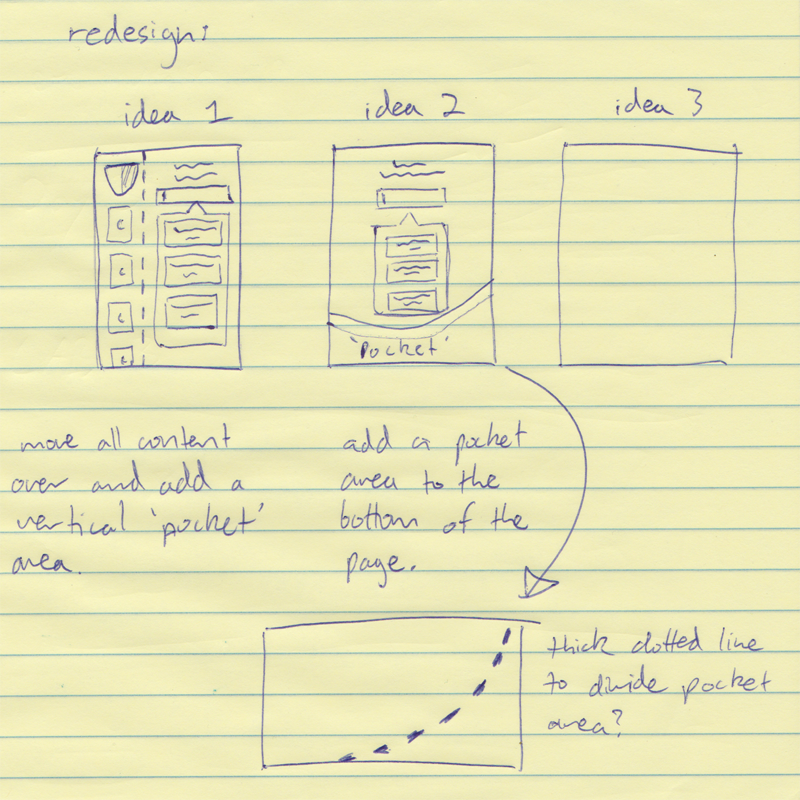 redesign:
idea 1
idea 2
idea 3
c
c
c
c
'pocket'
move all content
over and add a
vertical 'pocket'
area.
add a pocket
area to the
bottom of the
page.
thick dotted line
to divide pocket
area?